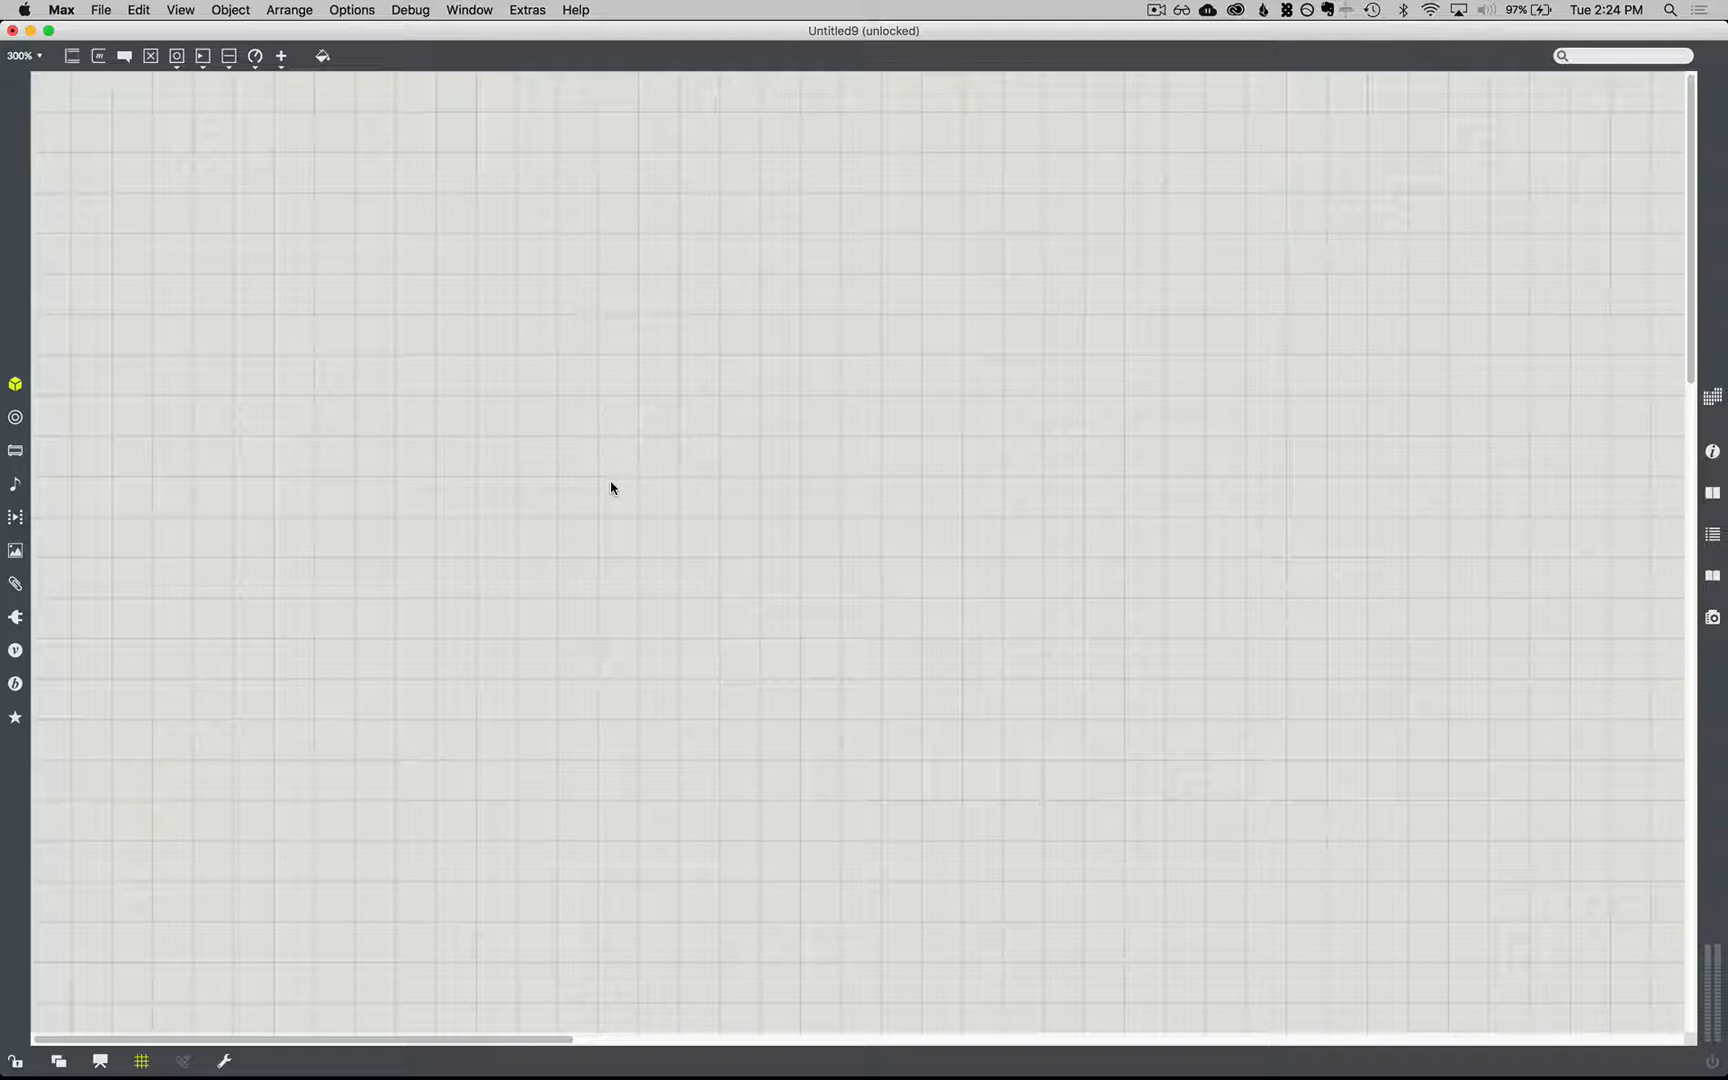 Max File Edit View Object Arrange Options Debug Window Extras Help 97% Tue 2:24 PM
Untitled9 (unlocked)
300%
m
i
v
b